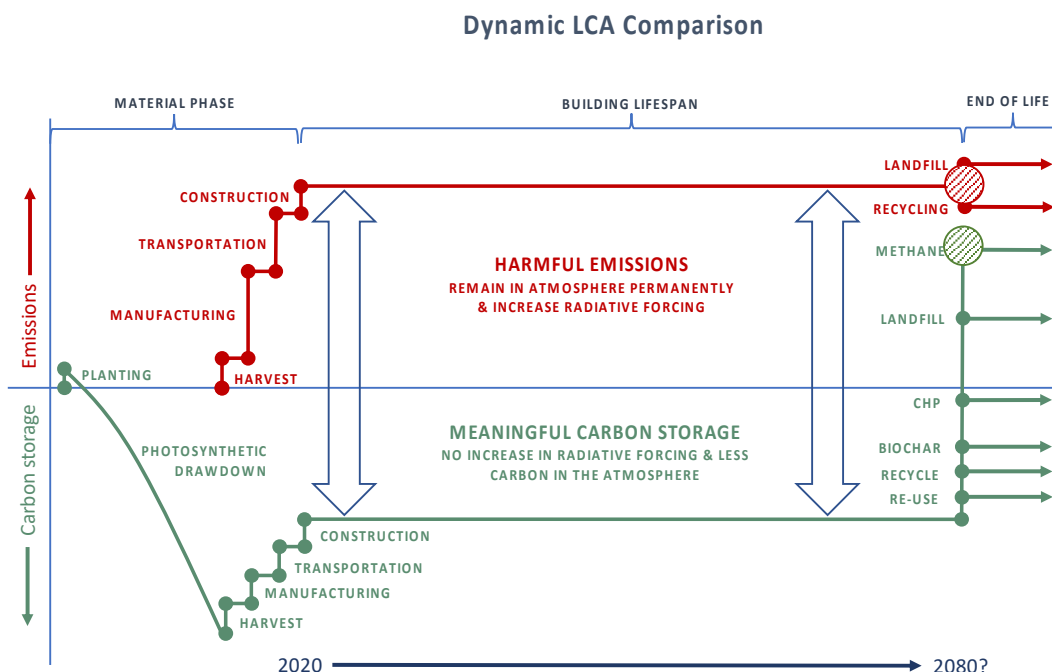 Dynamic LCA Comparison
MATERIAL PHASE
BUILDING LIFESPAN
END OF LIFE
Emissions
Carbon storage
CONSTRUCTION
TRANSPORTATION
MANUFACTURING
HARVEST
PLANTING
HARMFUL EMISSIONS
REMAIN IN ATMOSPHERE PERMANENTLY
& INCREASE RADIATIVE FORCING
LANDFILL
RECYCLING
METHANE
LANDFILL
CHP
BIOCHAR
RECYCLE
RE-USE
PHOTOSYNTHETIC
DRAWDOWN
MEANINGFUL CARBON STORAGE
NO INCREASE IN RADIATIVE FORCING & LESS
CARBON IN THE ATMOSPHERE
CONSTRUCTION
TRANSPORTATION
MANUFACTURING
HARVEST
2020
2080?